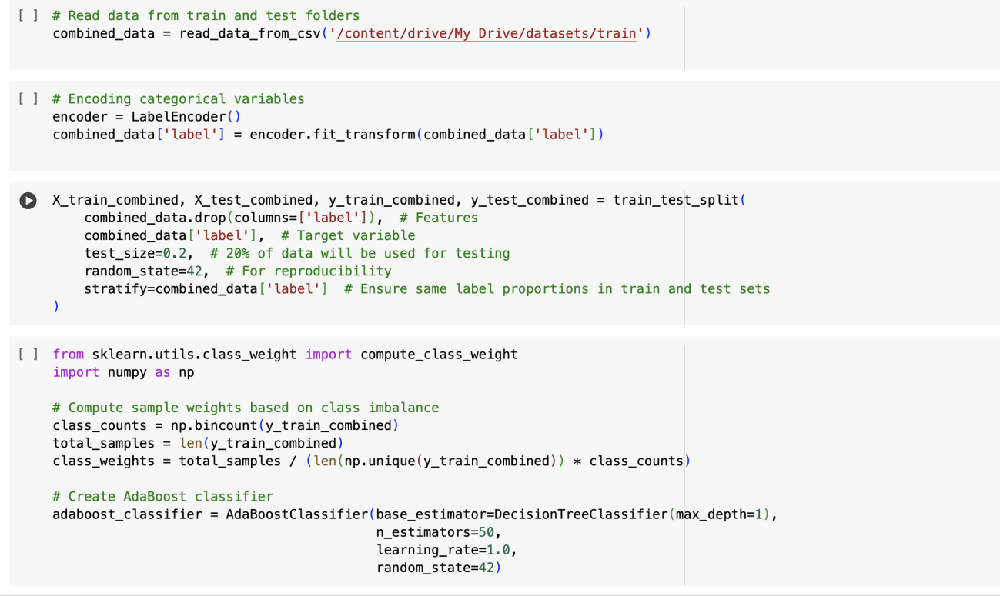 [ ] # Read data from train and test folders
combined_data = read_data_from_csv('/content/drive/My Drive/datasets/train')
[ ] # Encoding categorical variables
encoder = LabelEncoder()
combined_data['label'] = encoder.fit_transform(combined_data['label'])
X_train_combined, X_test_combined, y_train_combined, y_test_combined = train_test_split(
    combined_data.drop(columns=['label']),  # Features
    combined_data['label'],  # Target variable
    test_size=0.2,  # 20% of data will be used for testing
    random_state=42,  # For reproducibility
    stratify=combined_data['label']  # Ensure same label proportions in train and test sets
)
[ ] from sklearn.utils.class_weight import compute_class_weight
import numpy as np
# Compute sample weights based on class imbalance
class_counts = np.bincount(y_train_combined)
total_samples = len(y_train_combined)
class_weights = total_samples / (len(np.unique(y_train_combined)) * class_counts)
# Create AdaBoost classifier
adaboost_classifier = AdaBoostClassifier(base_estimator=DecisionTreeClassifier(max_depth=1),
                                         n_estimators=50,
                                         learning_rate=1.0,
                                         random_state=42)